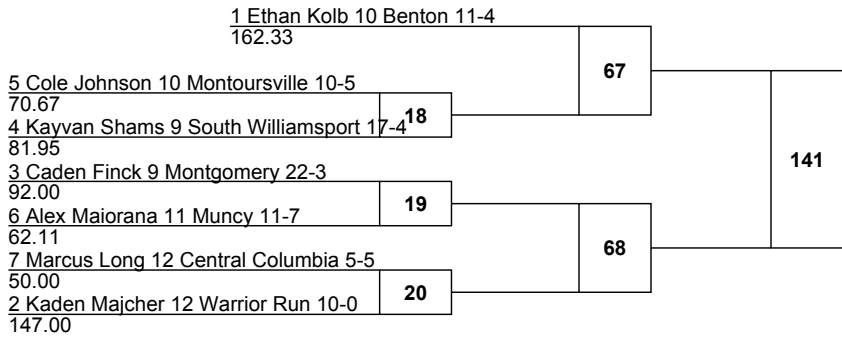 1 Ethan Kolb 10 Benton 11-4
162.33
67
5 Cole Johnson 10 Montoursville 10-5
70.67
18
4 Kayvan Shams 9 South Williamsport 17-4
81.95
141
3 Caden Finck 9 Montgomery 22-3
92.00
19
6 Alex Maiorana 11 Muncy 11-7
62.11
68
7 Marcus Long 12 Central Columbia 5-5
50.00
20
2 Kaden Majcher 12 Warrior Run 10-0
147.00